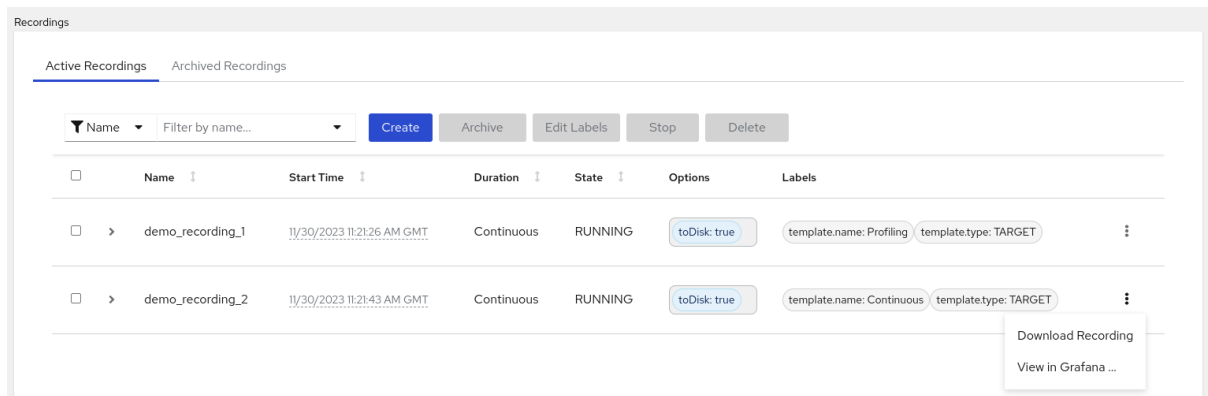 Recordings
Active Recordings Archived Recordings
Name Filter by name... Create Archive Edit Labels Stop Delete
Name Start Time Duration State Options Labels
demo_recording_1 11/30/2023 11:21:26 AM GMT Continuous RUNNING toDisk: true template.name: Profiling template.type: TARGET
demo_recording_2 11/30/2023 11:21:43 AM GMT Continuous RUNNING toDisk: true template.name: Continuous template.type: TARGET
Download Recording
View in Grafana ...